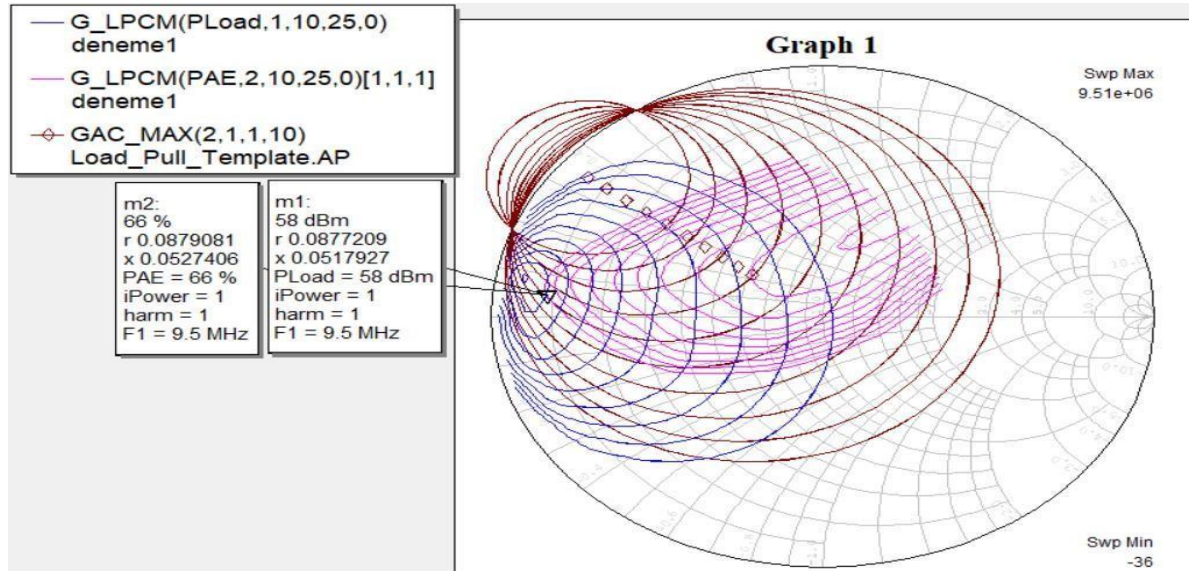 G_LPCM(PLoad,1,10,25,0)
deneme1
G_LPCM(PAE,2,10,25,0)[1,1,1]
deneme1
GAC_MAX(2,1,1,10)
Load_Pull_Template.AP
Graph 1
Swp Max
9.51e+06
m2:
66 %
r 0.0879081
x 0.0527406
PAE = 66 %
iPower = 1
harm = 1
F1 = 9.5 MHz
m1:
58 dBm
r 0.0877209
x 0.0517927
PLoad = 58 dBm
iPower = 1
harm = 1
F1 = 9.5 MHz
Swp Min
-36